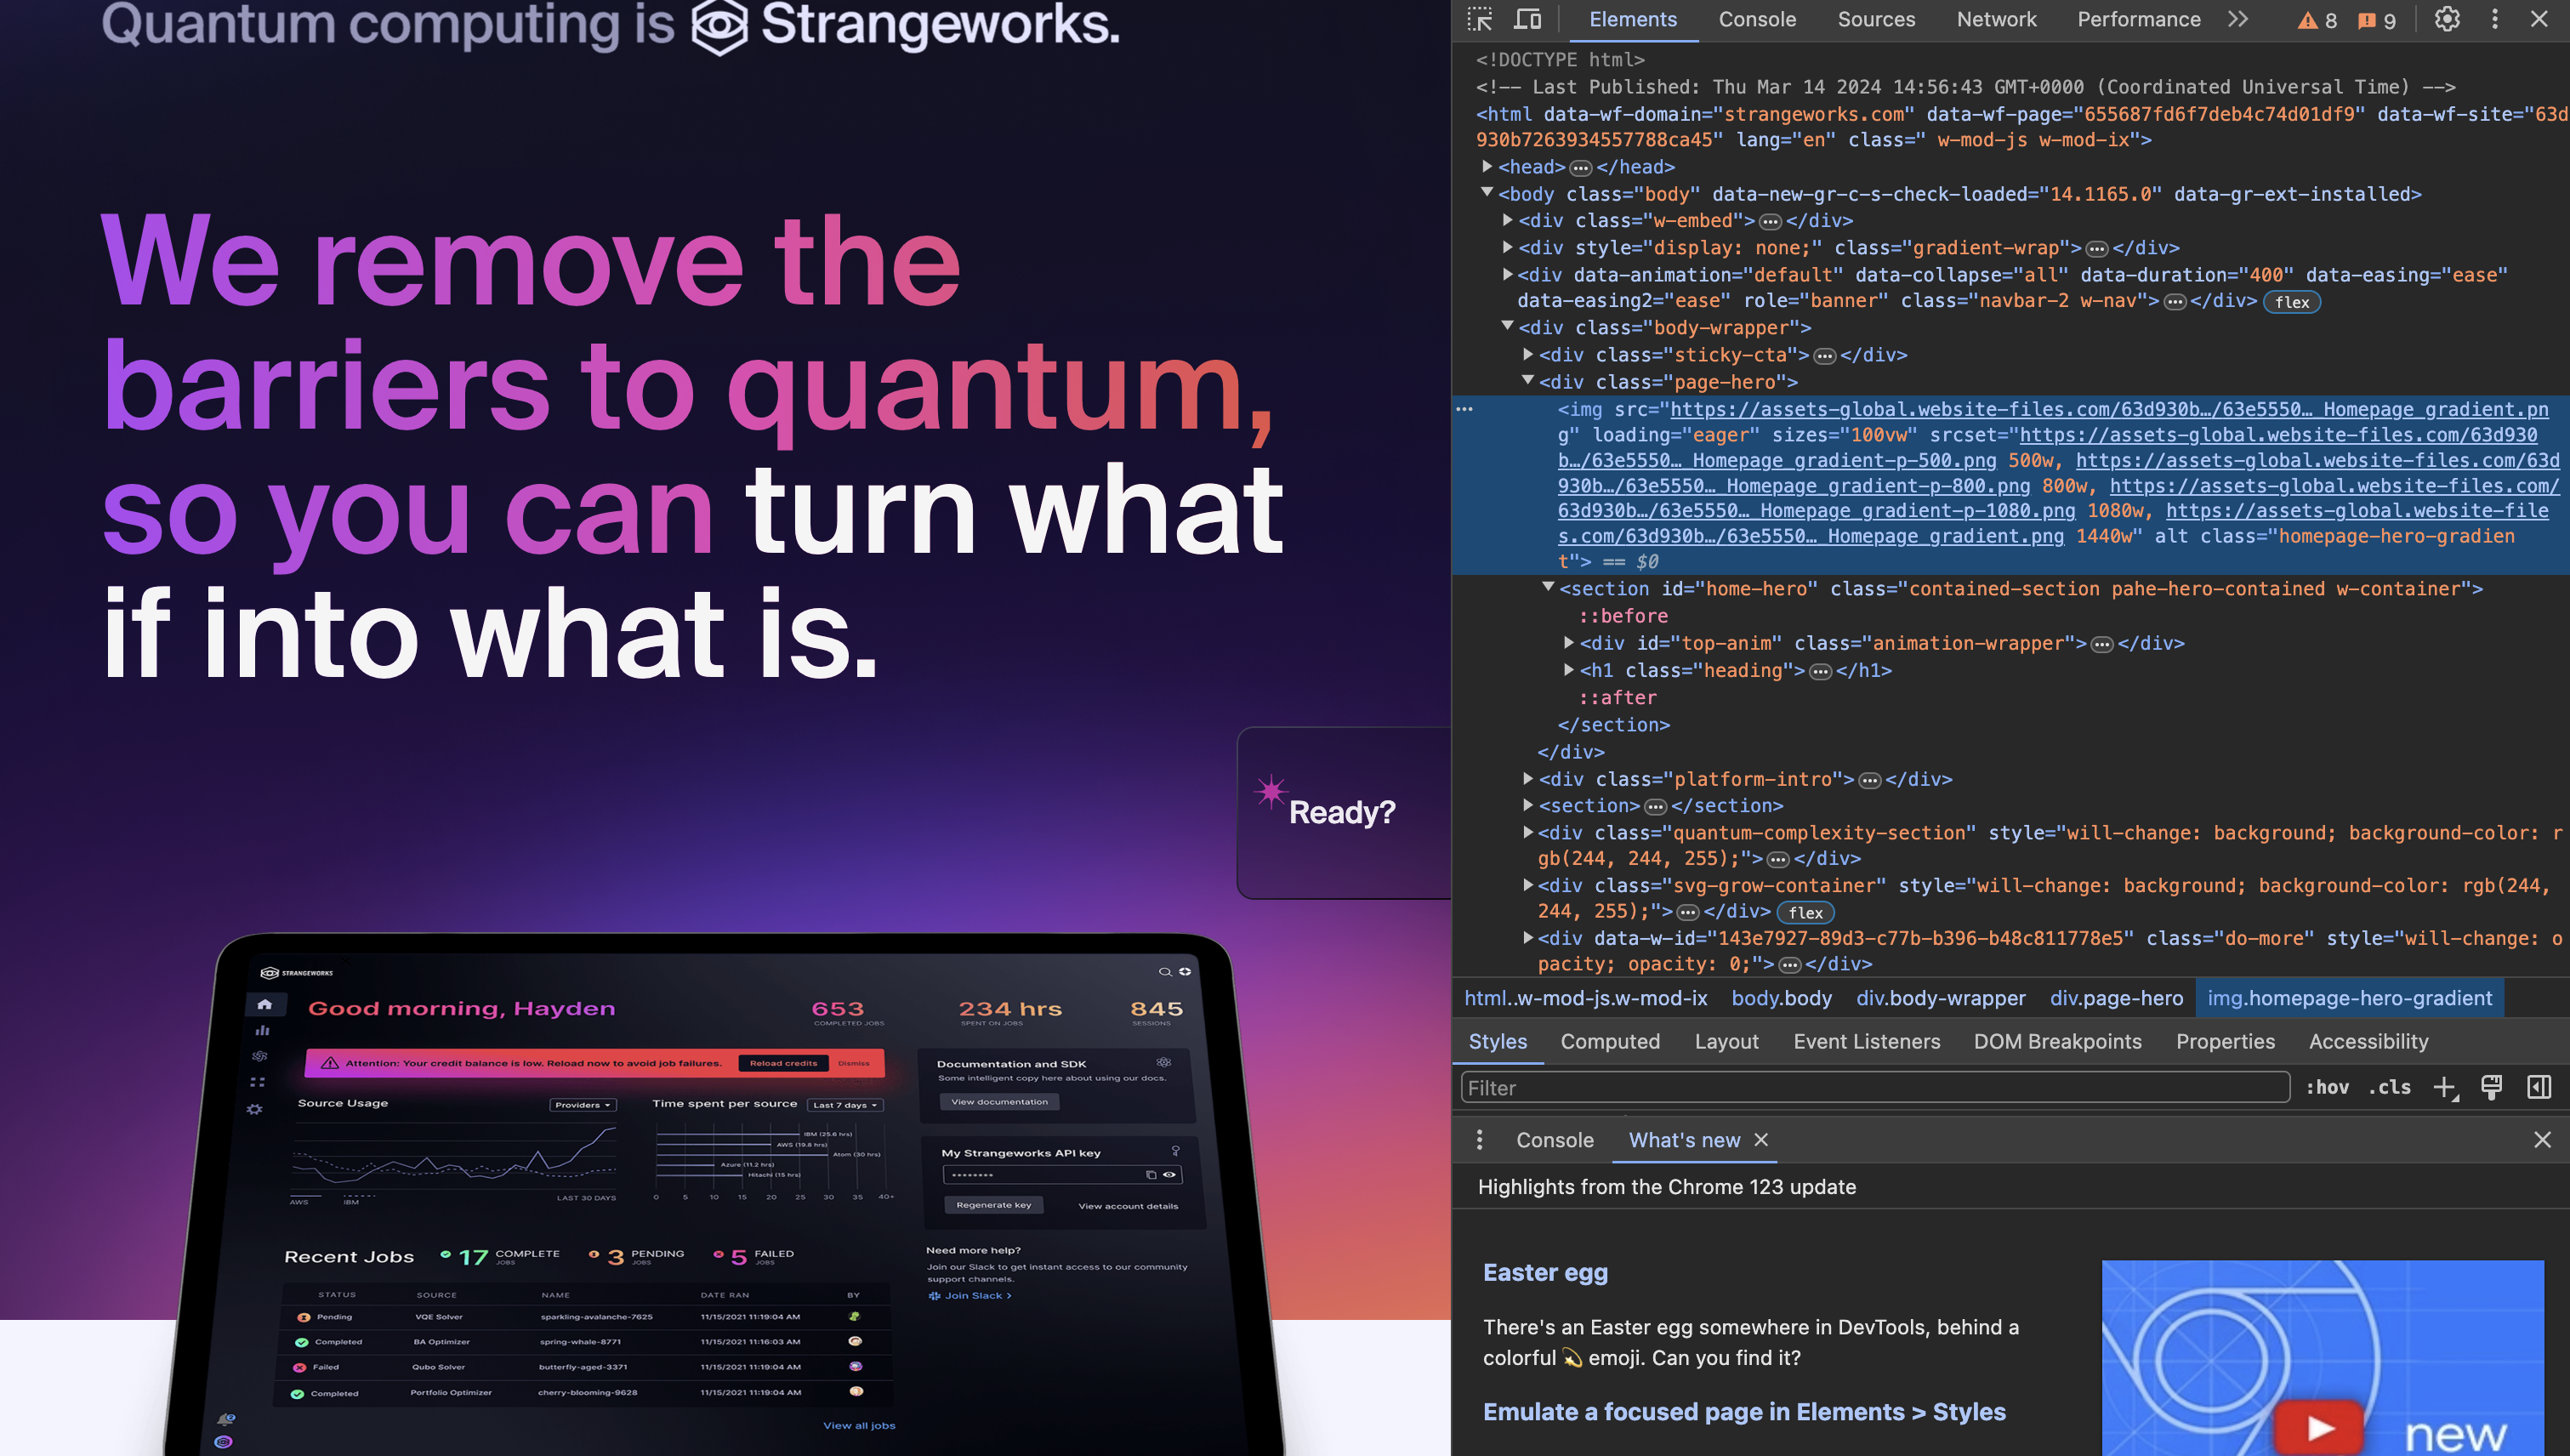 Quantum computing is Strangeworks.
We remove the
barriers to quantum,
so you can turn what
if into what is.
Ready?
STRANGEWORKS
Good morning, Hayden
653
COMPLETED JOBS
234 hrs
SPENT ON JOBS
845
SESSIONS
Attention: Your credit balance is low. Reload now to avoid job failures.
Reload credits
Dismiss
Source Usage
Providers
Time spent per source
Last 7 days
IBM (25.6 hrs)
AWS (19.8 hrs)
Atom (30 hrs)
Azure (11.2 hrs)
Hitachi (15 hrs)
0 5 10 15 20 25 30 35 40+
AWS IBM
LAST 30 DAYS
Documentation and SDK
Some intelligent copy here about using our docs.
View documentation
My Strangeworks API key
••••••••
Regenerate key
View account details
Recent Jobs
17 COMPLETE JOBS
3 PENDING JOBS
5 FAILED JOBS
Need more help?
Join our Slack to get instant access to our community
support channels.
Join Slack >
STATUS SOURCE NAME DATE RAN BY
Pending VQE Solver sparkling-avalanche-7625 11/15/2021 11:19:04 AM
Completed BA Optimizer spring-whale-8771 11/15/2021 11:16:03 AM
Failed Qubo Solver butterfly-aged-3371 11/15/2021 11:19:04 AM
Completed Portfolio Optimizer cherry-blooming-9628 11/15/2021 11:19:04 AM
View all jobs
Elements Console Sources Network Performance 8 9
<!DOCTYPE html>
<!-- Last Published: Thu Mar 14 2024 14:56:43 GMT+0000 (Coordinated Universal Time) -->
<html data-wf-domain="strangeworks.com" data-wf-page="655687fd6f7deb4c74d01df9" data-wf-site="63d
930b7263934557788ca45" lang="en" class=" w-mod-js w-mod-ix">
<head>…</head>
<body class="body" data-new-gr-c-s-check-loaded="14.1165.0" data-gr-ext-installed>
<div class="w-embed">…</div>
<div style="display: none;" class="gradient-wrap">…</div>
<div data-animation="default" data-collapse="all" data-duration="400" data-easing="ease"
data-easing2="ease" role="banner" class="navbar-2 w-nav">…</div> flex
<div class="body-wrapper">
<div class="sticky-cta">…</div>
<div class="page-hero">
<img src="https://assets-global.website-files.com/63d930b…/63e5550…_Homepage_gradient.pn
g" loading="eager" sizes="100vw" srcset="https://assets-global.website-files.com/63d930
b…/63e5550…_Homepage_gradient-p-500.png 500w, https://assets-global.website-files.com/63d
930b…/63e5550…_Homepage_gradient-p-800.png 800w, https://assets-global.website-files.com/
63d930b…/63e5550…_Homepage_gradient-p-1080.png 1080w, https://assets-global.website-file
s.com/63d930b…/63e5550…_Homepage_gradient.png 1440w" alt class="homepage-hero-gradien
t"> == $0
<section id="home-hero" class="contained-section pahe-hero-contained w-container">
::before
<div id="top-anim" class="animation-wrapper">…</div>
<h1 class="heading">…</h1>
::after
</section>
</div>
<div class="platform-intro">…</div>
<section>…</section>
<div class="quantum-complexity-section" style="will-change: background; background-color: r
gb(244, 244, 255);">…</div>
<div class="svg-grow-container" style="will-change: background; background-color: rgb(244,
244, 255);">…</div> flex
<div data-w-id="143e7927-89d3-c77b-b396-b48c811778e5" class="do-more" style="will-change: o
pacity; opacity: 0;">…</div>
html..w-mod-js.w-mod-ix body.body div.body-wrapper div.page-hero img.homepage-hero-gradient
Styles Computed Layout Event Listeners DOM Breakpoints Properties Accessibility
Filter :hov .cls
Console What's new
Highlights from the Chrome 123 update
Easter egg
There's an Easter egg somewhere in DevTools, behind a
colorful 💫 emoji. Can you find it?
Emulate a focused page in Elements > Styles
new